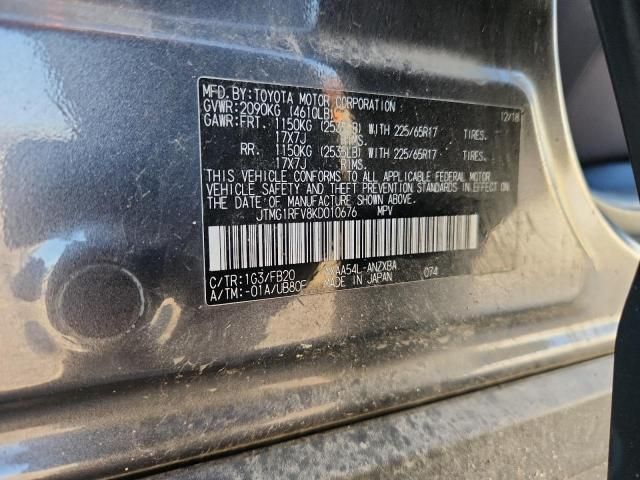 MFD.BY:TOYOTA MOTOR CORPORATION 12/18
GVWR:2090KG (4610LB)
GAWR:FRT. 1150KG (2535LB) WITH 225/65R17 TIRES.
17X7J RIMS.
RR. 1150KG (2535LB) WITH 225/65R17 TIRES.
17X7J RIMS.
THIS VEHICLE CONFORMS TO ALL APPLICABLE FEDERAL MOTOR
VEHICLE SAFETY AND THEFT PREVENTION STANDARDS IN EFFECT ON
THE DATE OF MANUFACTURE SHOWN ABOVE.
JTMG1RFV8KD010676 MPV
C/TR:1G3/FB20 AXAA54L-ANZXBA 074
A/TM:-01A/UB80F MADE IN JAPAN